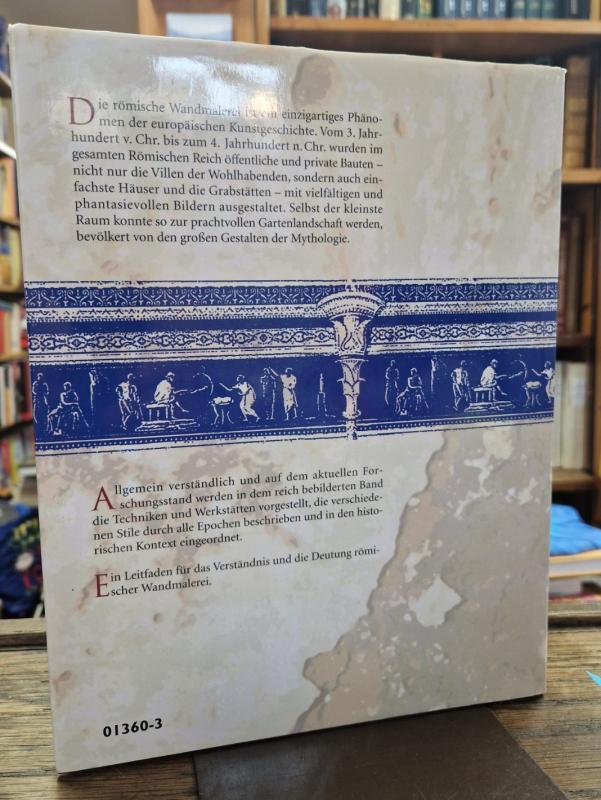 Die römische Wandmalerei ist ein einzigartiges Phäno-
men der europäischen Kunstgeschichte. Vom 3. Jahr-
hundert v. Chr. bis zum 4. Jahrhundert n. Chr. wurden im
gesamten Römischen Reich öffentliche und private Bauten –
nicht nur die Villen der Wohlhabenden, sondern auch ein-
fachste Häuser und die Grabstätten – mit vielfältigen und
phantasievollen Bildern ausgestaltet. Selbst der kleinste
Raum konnte so zur prachtvollen Gartenlandschaft werden,
bevölkert von den großen Gestalten der Mythologie.
Allgemein verständlich und auf dem aktuellen For-
schungsstand werden in dem reich bebilderten Band
die Techniken und Werkstätten vorgestellt, die verschiede-
nen Stile durch alle Epochen beschrieben und in den histo-
rischen Kontext eingeordnet.
Ein Leitfaden für das Verständnis und die Deutung römi-
scher Wandmalerei.
01360-3